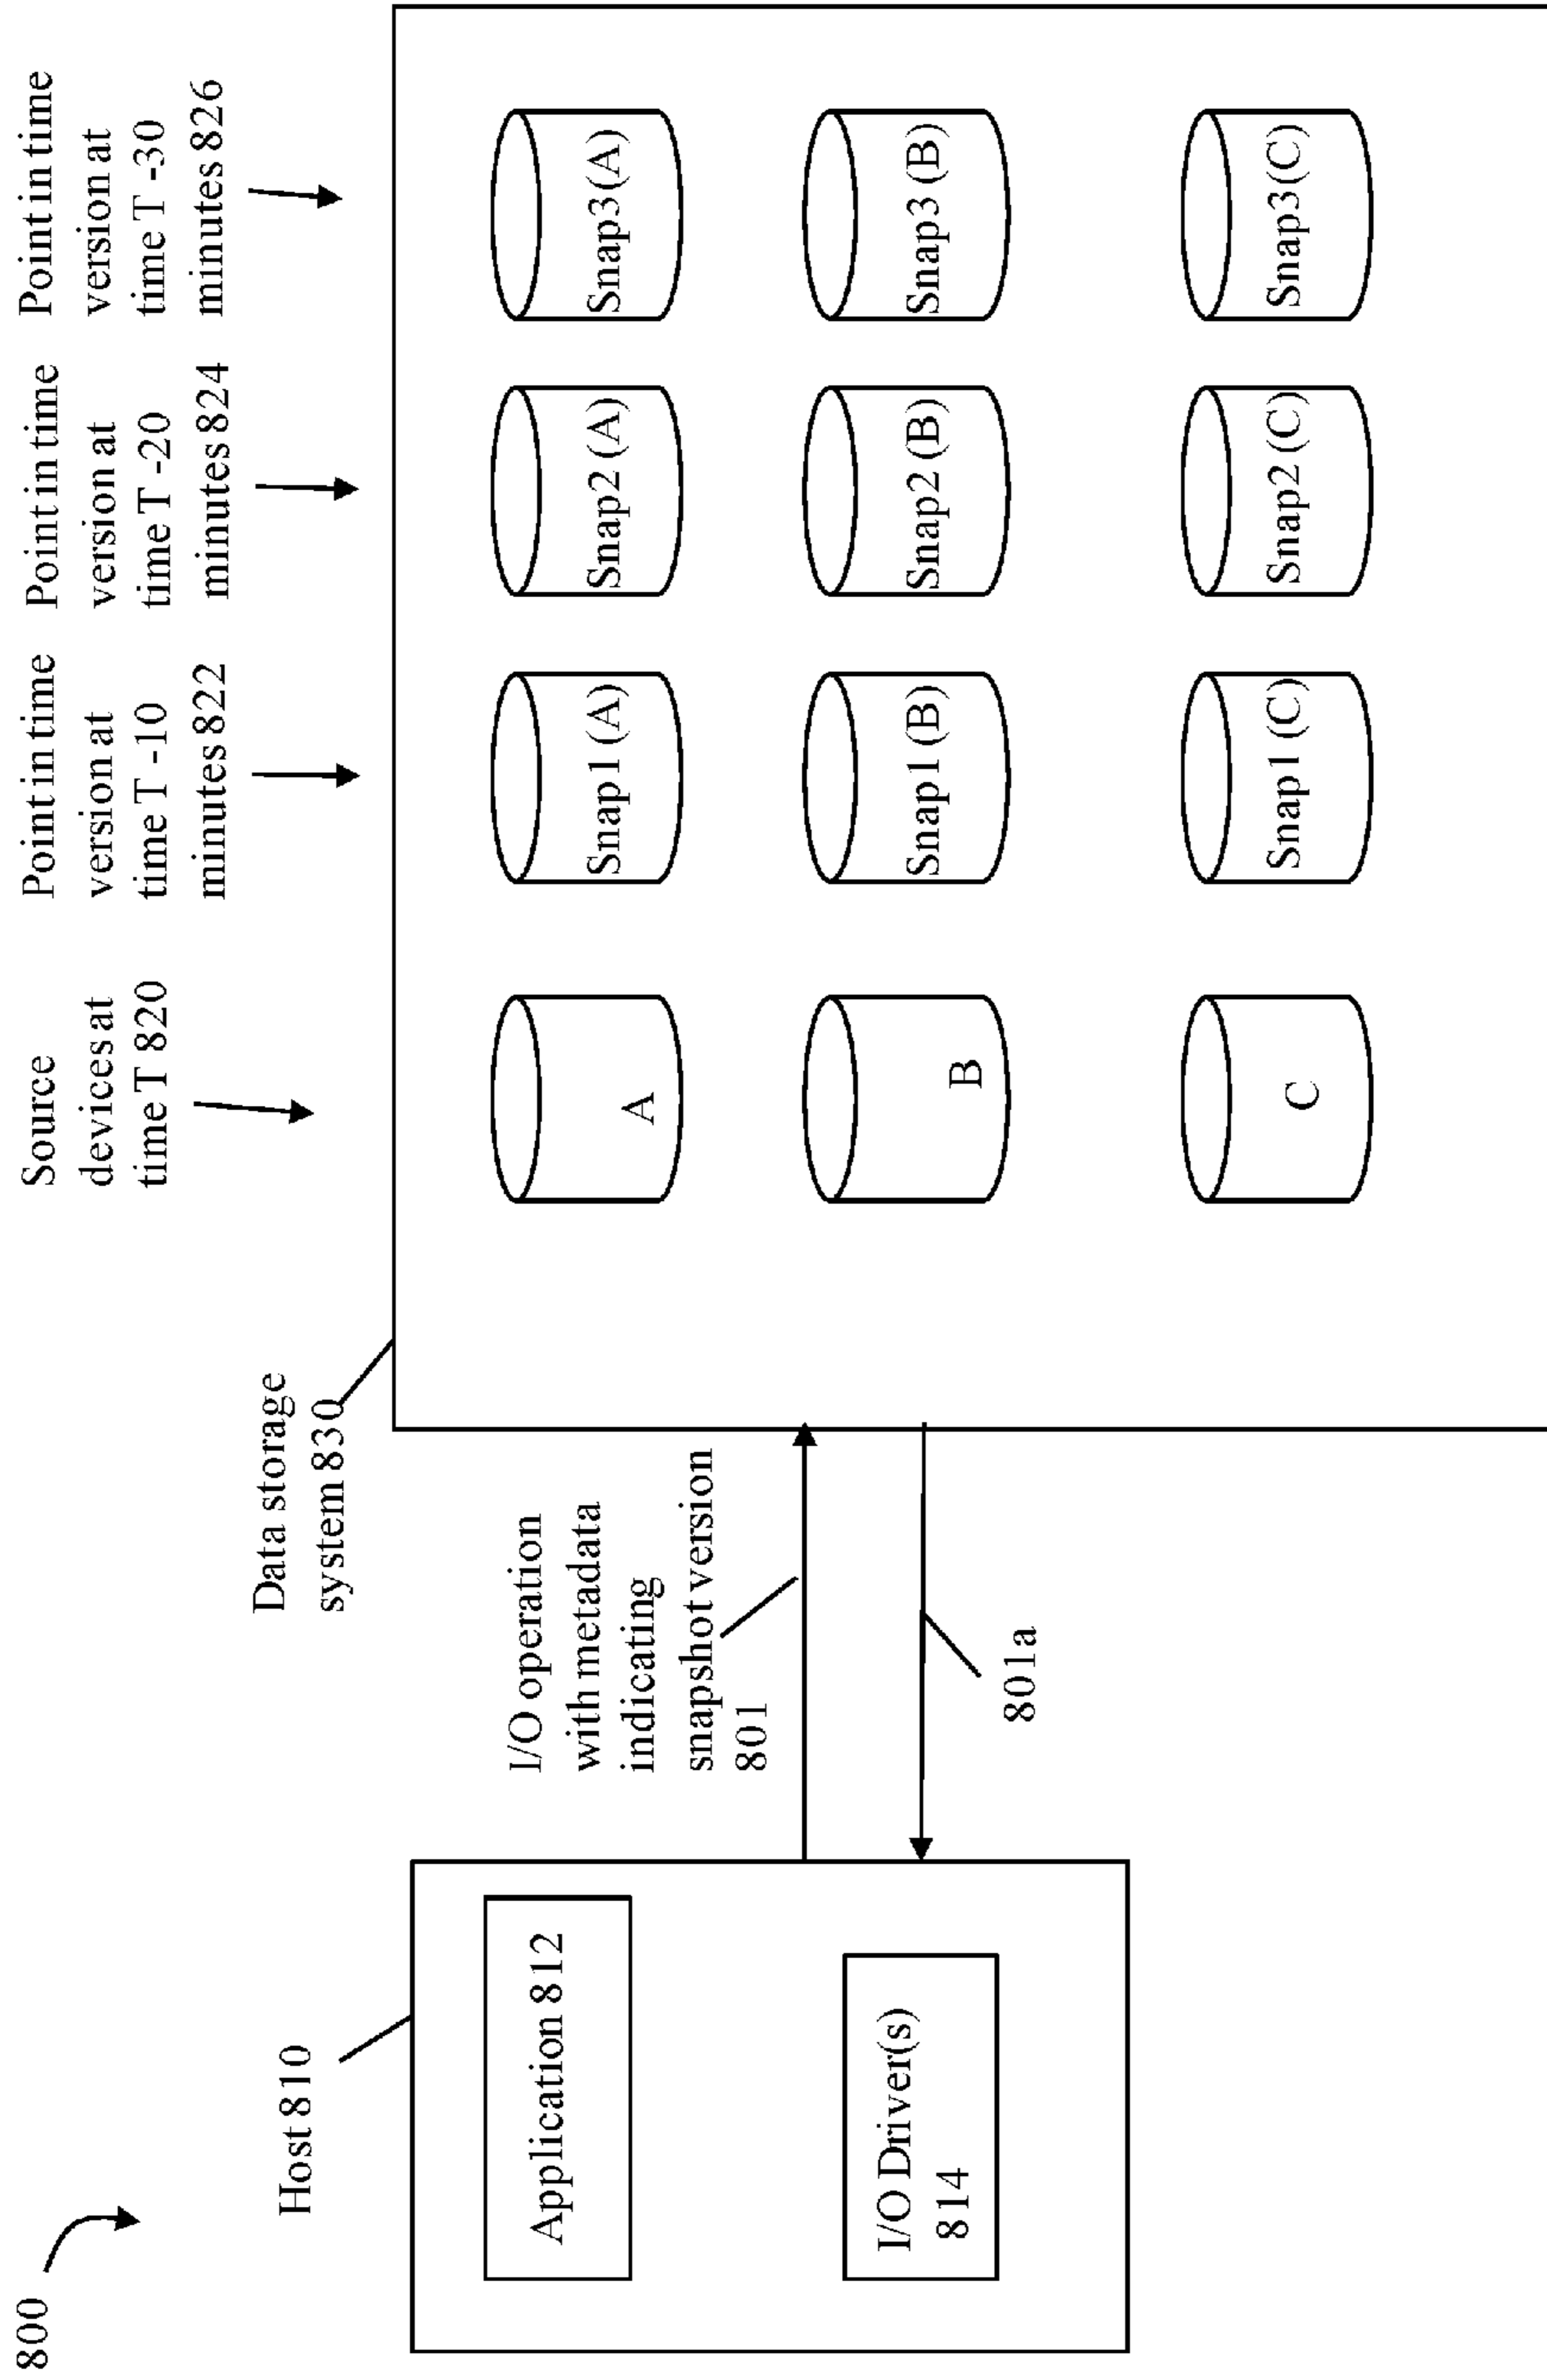 800
Host 810
Application 812
I/O Driver(s)
814
I/O operation
with metadata
indicating
snapshot version
801
801a
Data storage
system 830
Source
devices at
time T 820
Point in time
version at
time T -10
minutes 822
Point in time
version at
time T -20
minutes 824
Point in time
version at
time T -30
minutes 826
A
Snap1 (A)
Snap2 (A)
Snap3 (A)
B
Snap1 (B)
Snap2 (B)
Snap3 (B)
C
Snap1 (C)
Snap2 (C)
Snap3 (C)